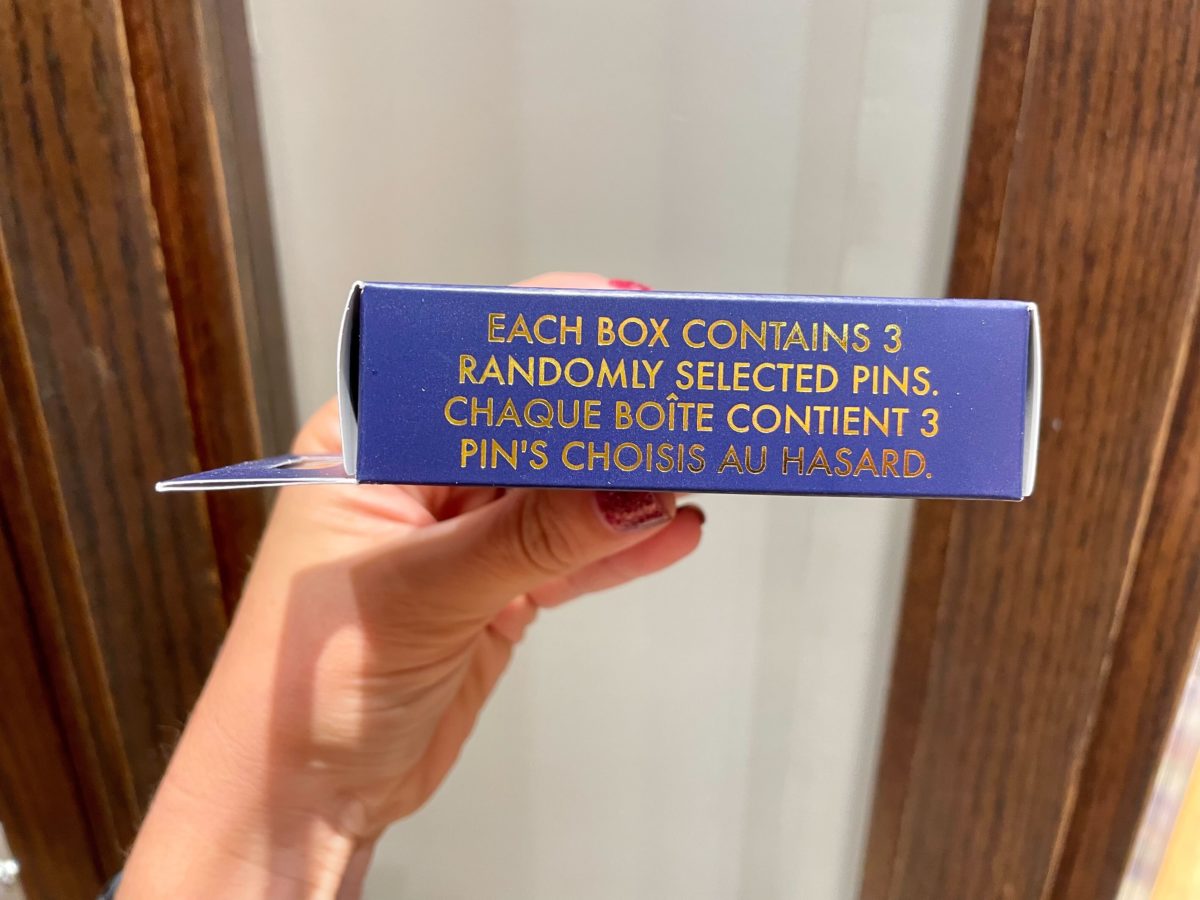 EACH BOX CONTAINS 3
RANDOMLY SELECTED PINS.
CHAQUE BOÎTE CONTIENT 3
PIN'S CHOISIS AU HASARD.